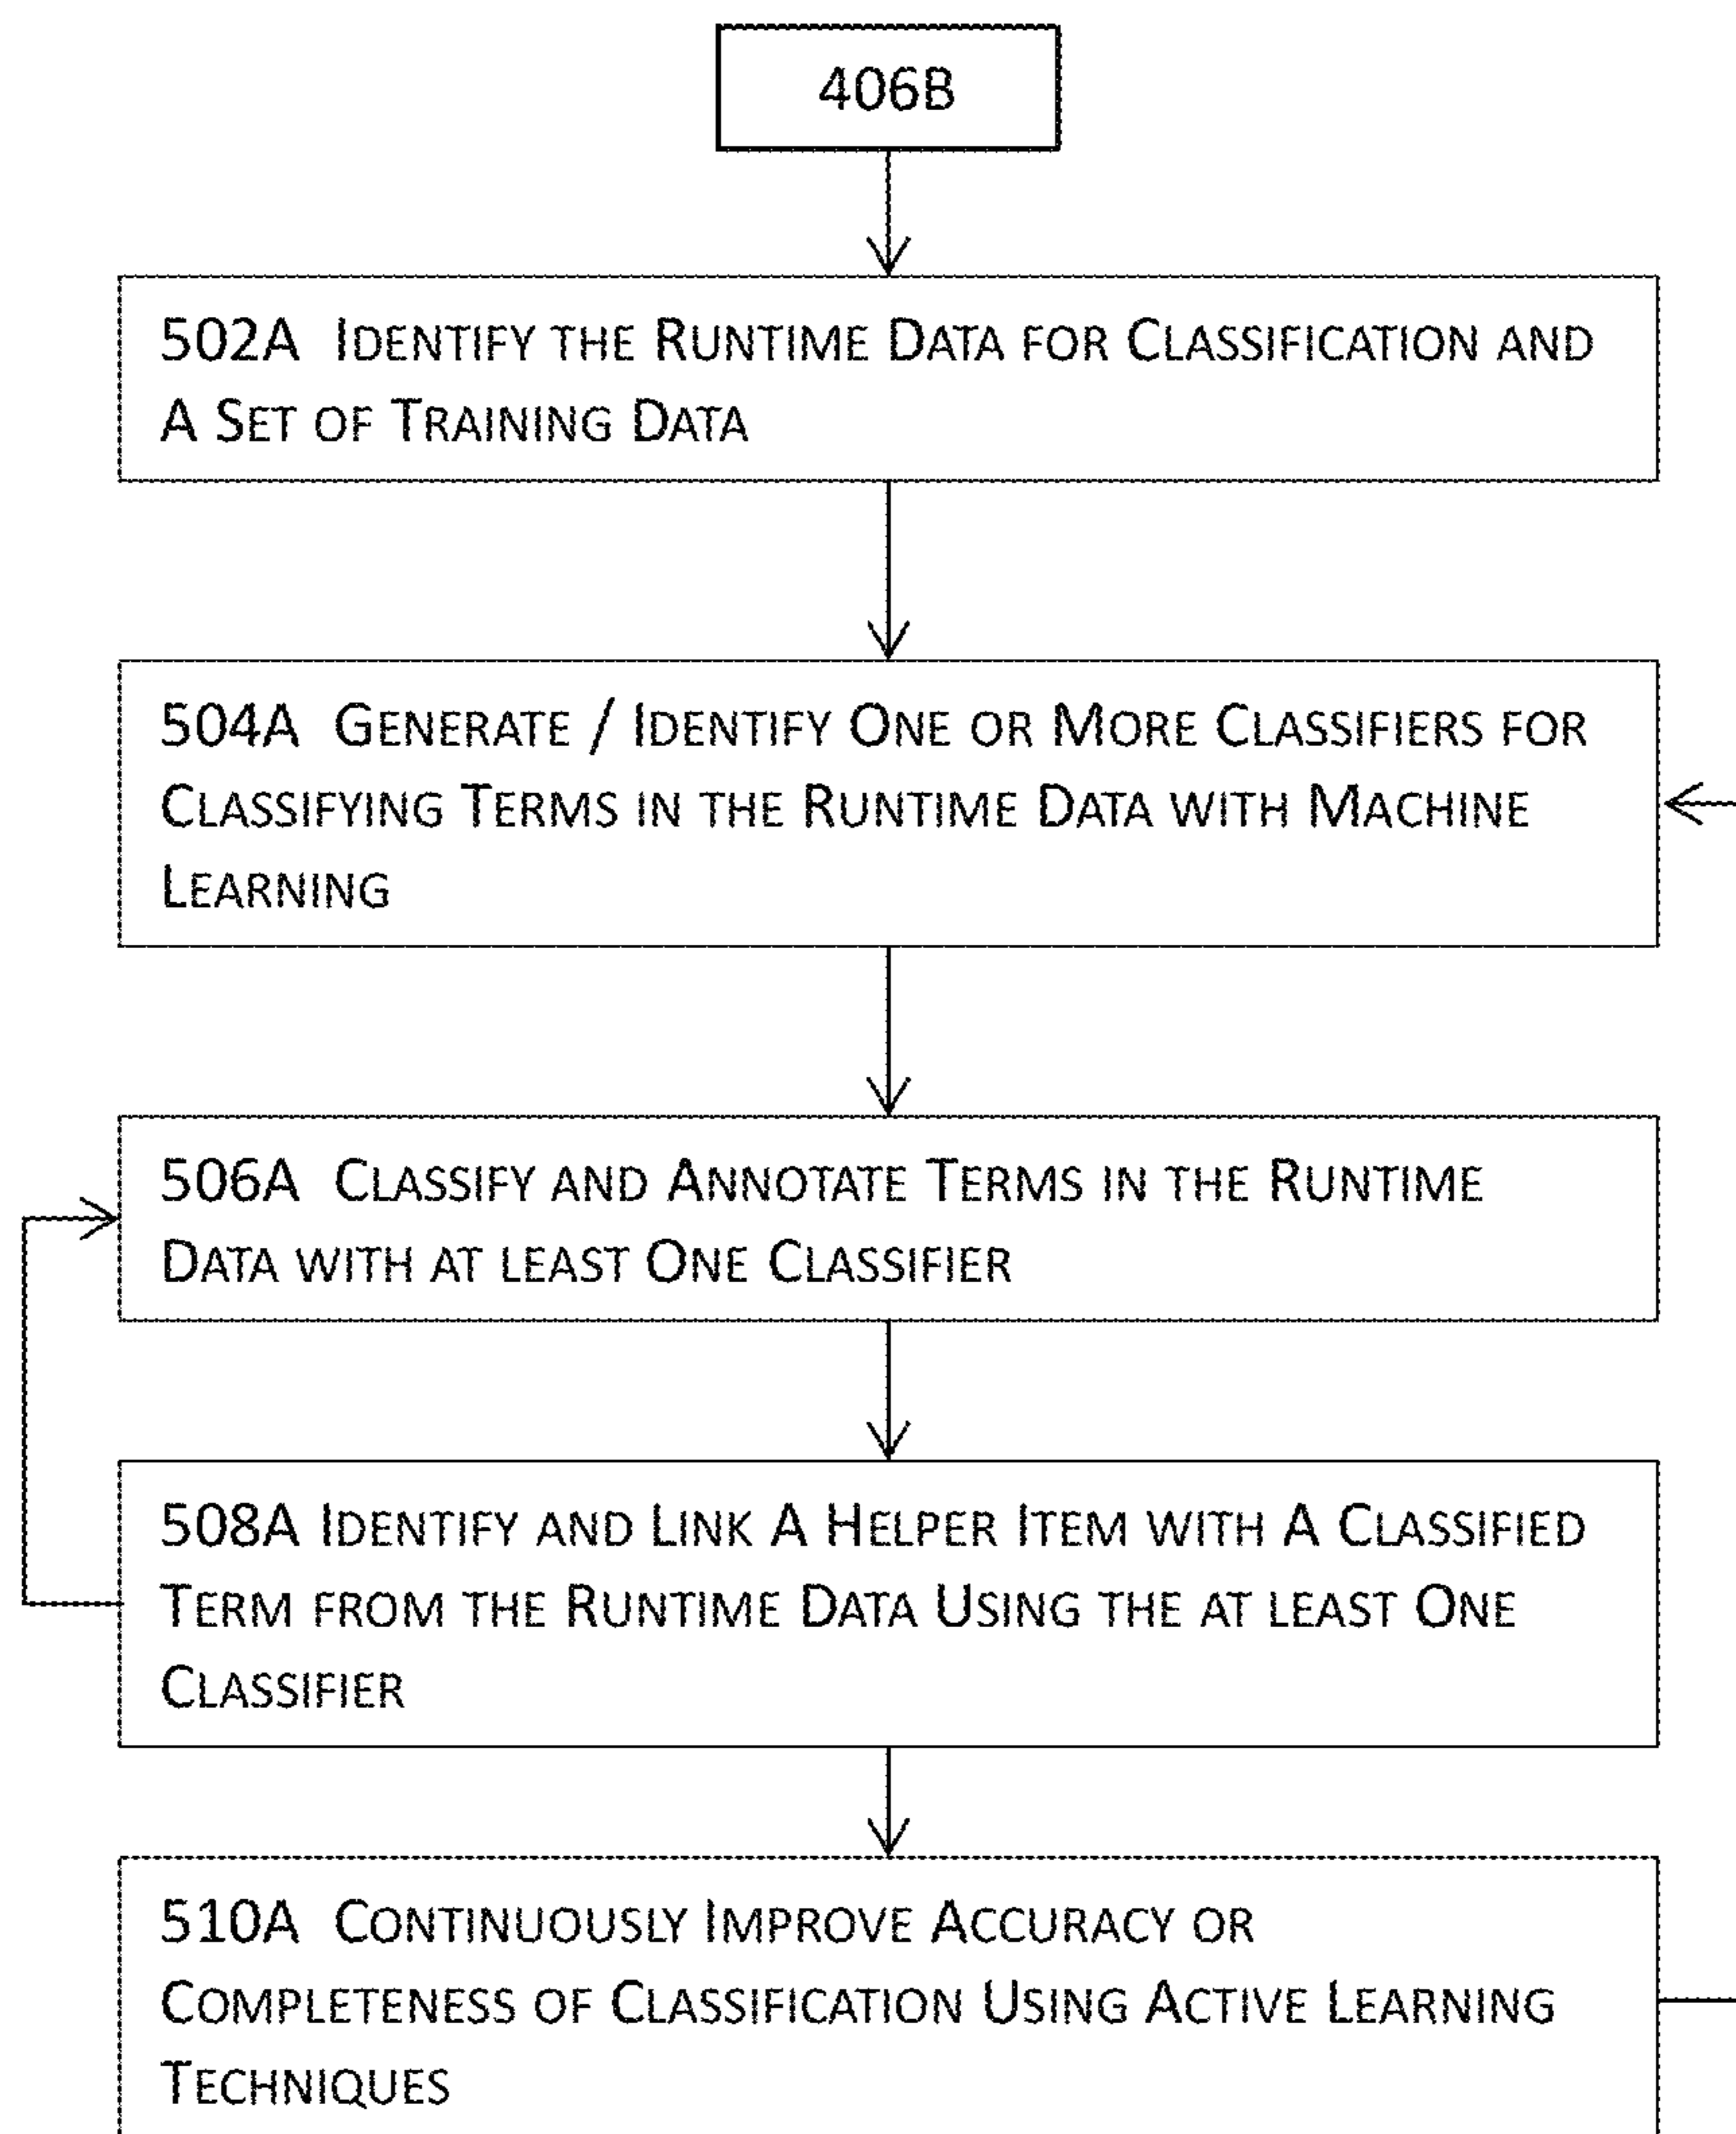 406B
502A Identify the Runtime Data for Classification and
A Set of Training Data
504A Generate / Identify One or More Classifiers for
Classifying Terms in the Runtime Data with Machine
Learning
506A Classify and Annotate Terms in the Runtime
Data with at least One Classifier
508A Identify and Link A Helper Item with A Classified
Term from the Runtime Data Using the at least One
Classifier
510A Continuously Improve Accuracy or
Completeness of Classification Using Active Learning
Techniques